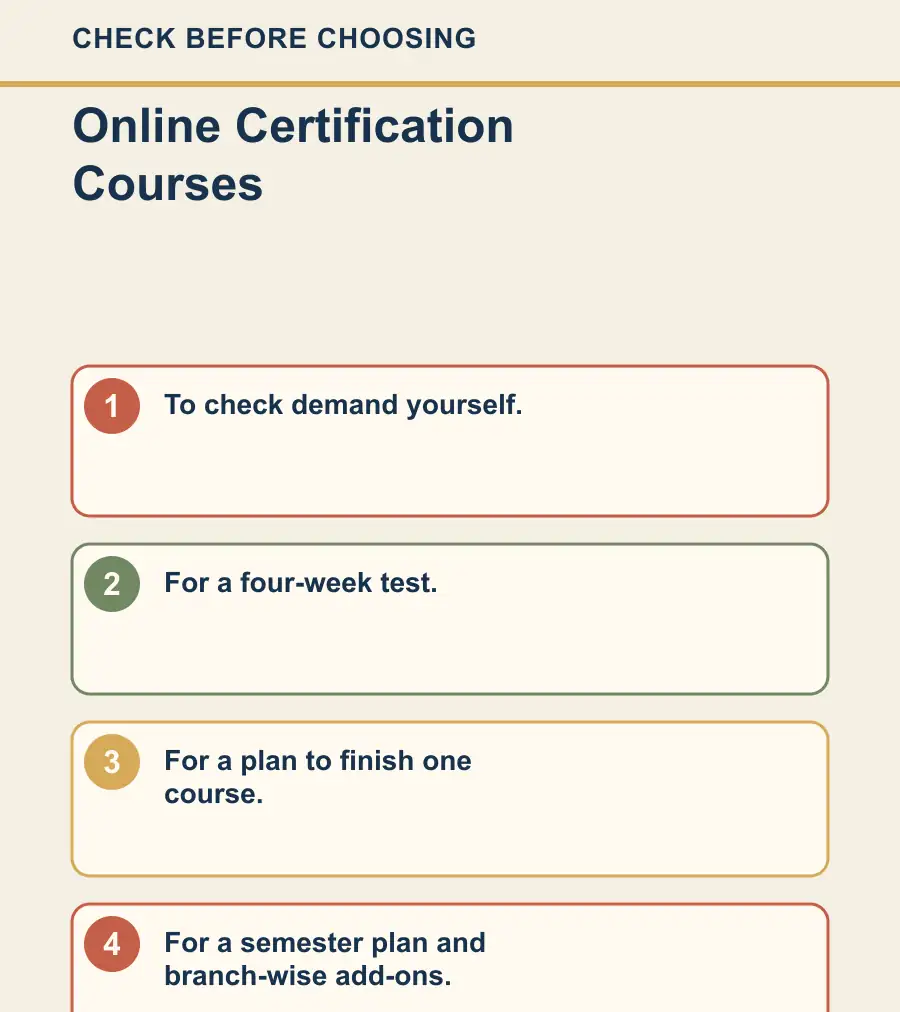 CHECK BEFORE CHOOSING
Online Certification
Courses
1
To check demand yourself.
2
For a four-week test.
3
For a plan to finish one
course.
4
For a semester plan and
branch-wise add-ons.